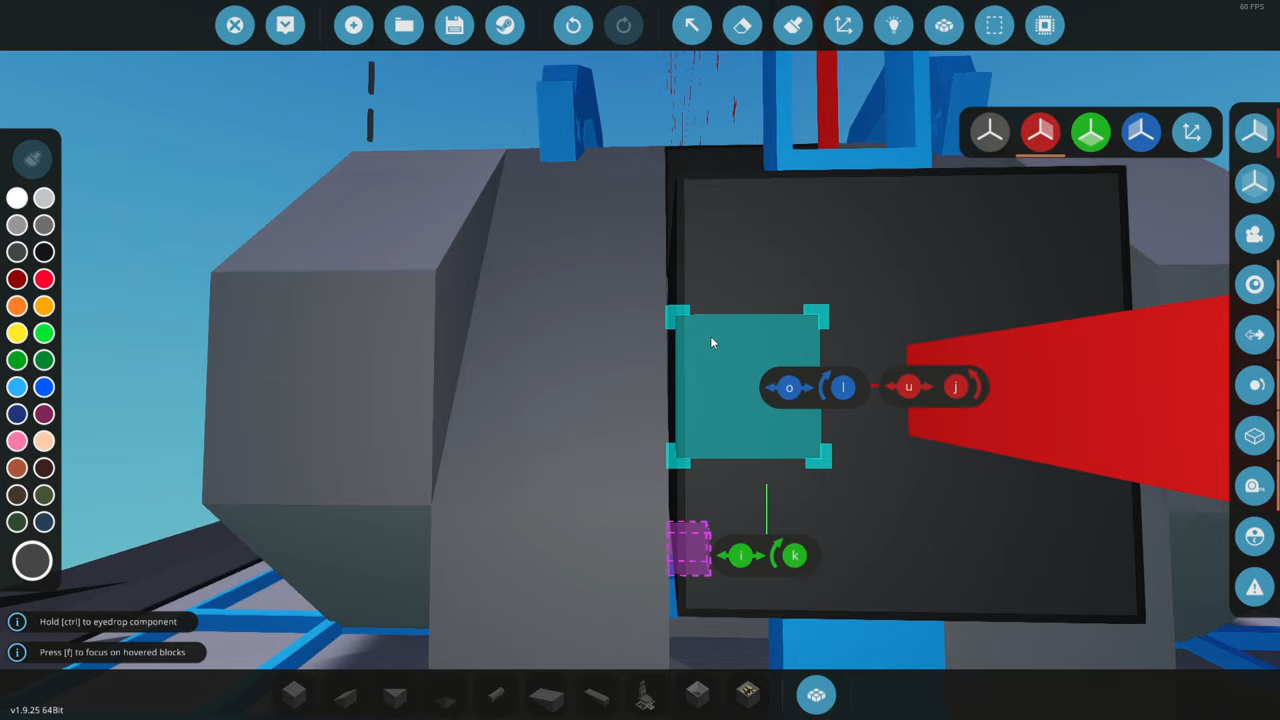 60 FPS
o l u j
i k
Hold [ctrl] to eyedrop component
Press [f] to focus on hovered blocks
v1.9.25 64Bit